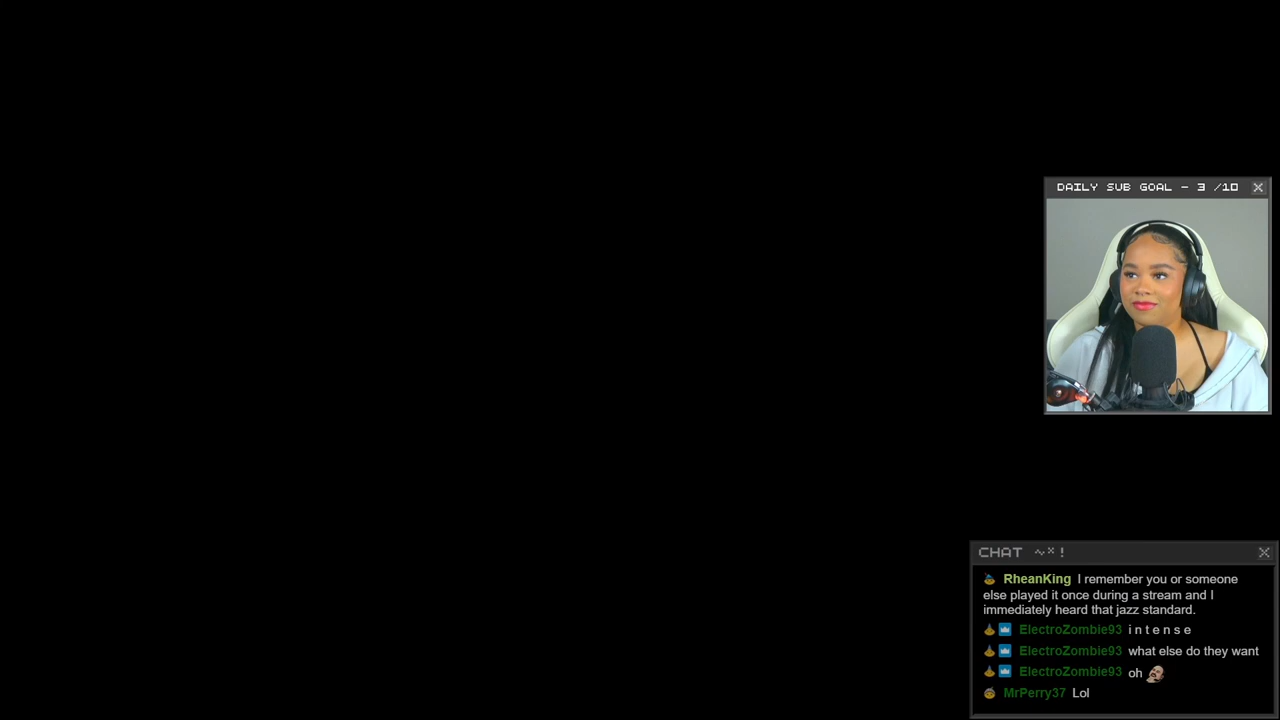 DAILY SUB GOAL - 3 /10
CHAT ~*!
RheanKing I remember you or someone
else played it once during a stream and I
immediately heard that jazz standard.
ElectroZombie93 i n t e n s e
ElectroZombie93 what else do they want
ElectroZombie93 oh
MrPerry37 Lol